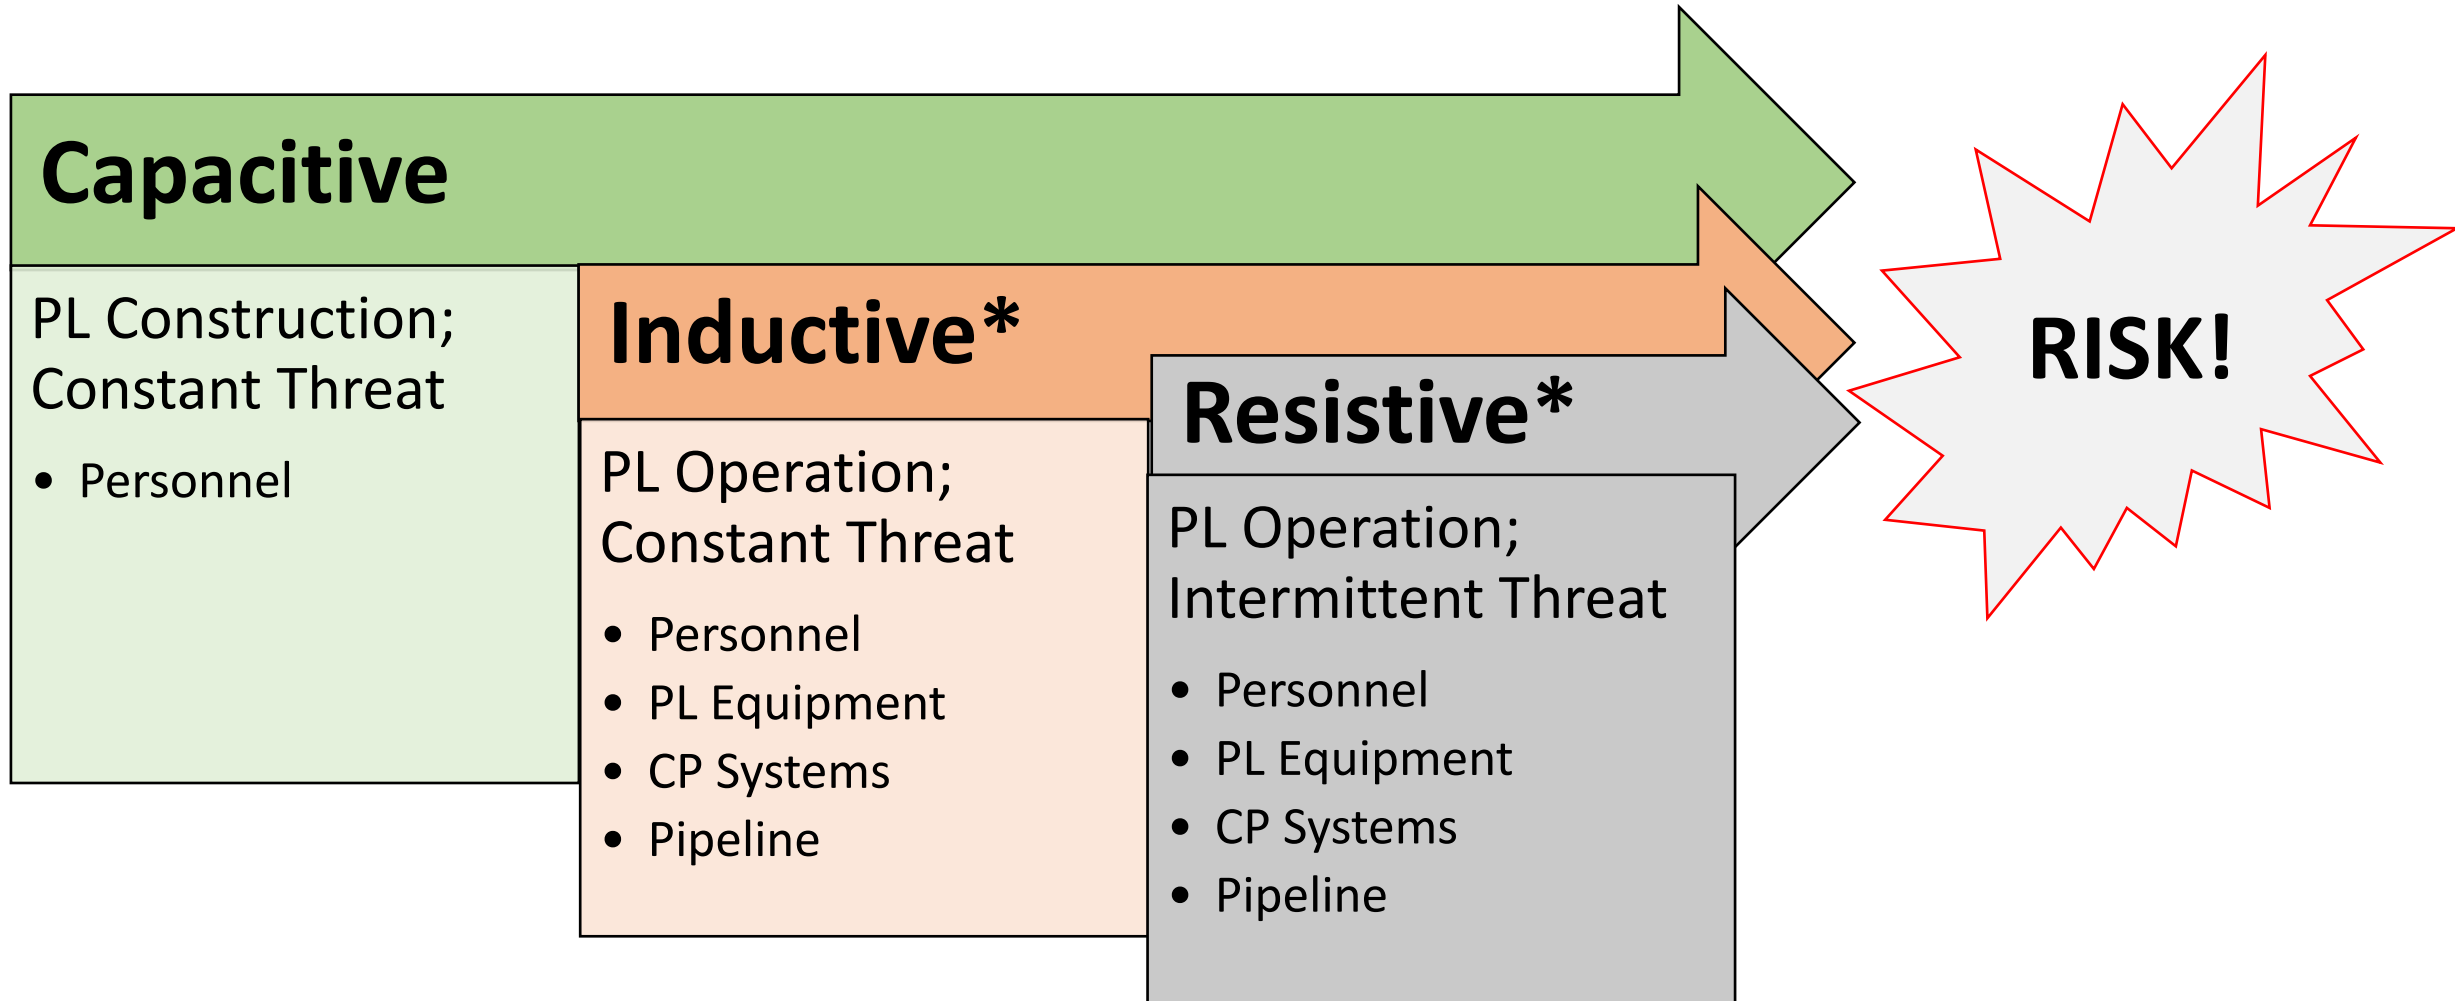 Capacitive
PL Construction;
Constant Threat
• Personnel
Inductive*
PL Operation;
Constant Threat
• Personnel
• PL Equipment
• CP Systems
• Pipeline
Resistive*
PL Operation;
Intermittent Threat
• Personnel
• PL Equipment
• CP Systems
• Pipeline
RISK!